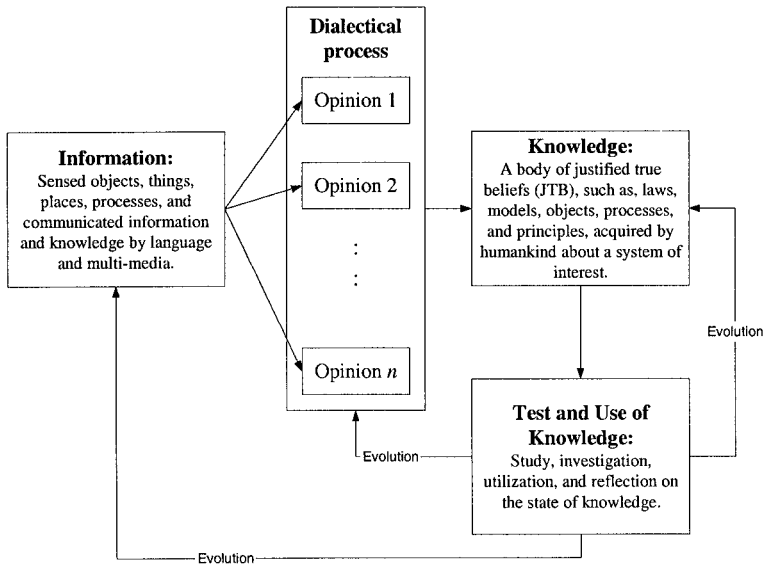 Dialectical
process
Opinion 1
Opinion 2
:
:
Opinion n
Information:
Sensed objects, things,
places, processes, and
communicated information
and knowledge by language
and multi-media.
Knowledge:
A body of justified true
beliefs (JTB), such as, laws,
models, objects, processes,
and principles, acquired by
humankind about a system of
interest.
Evolution
Test and Use of
Knowledge:
Study, investigation,
utilization, and reflection on
the state of knowledge.
Evolution
Evolution